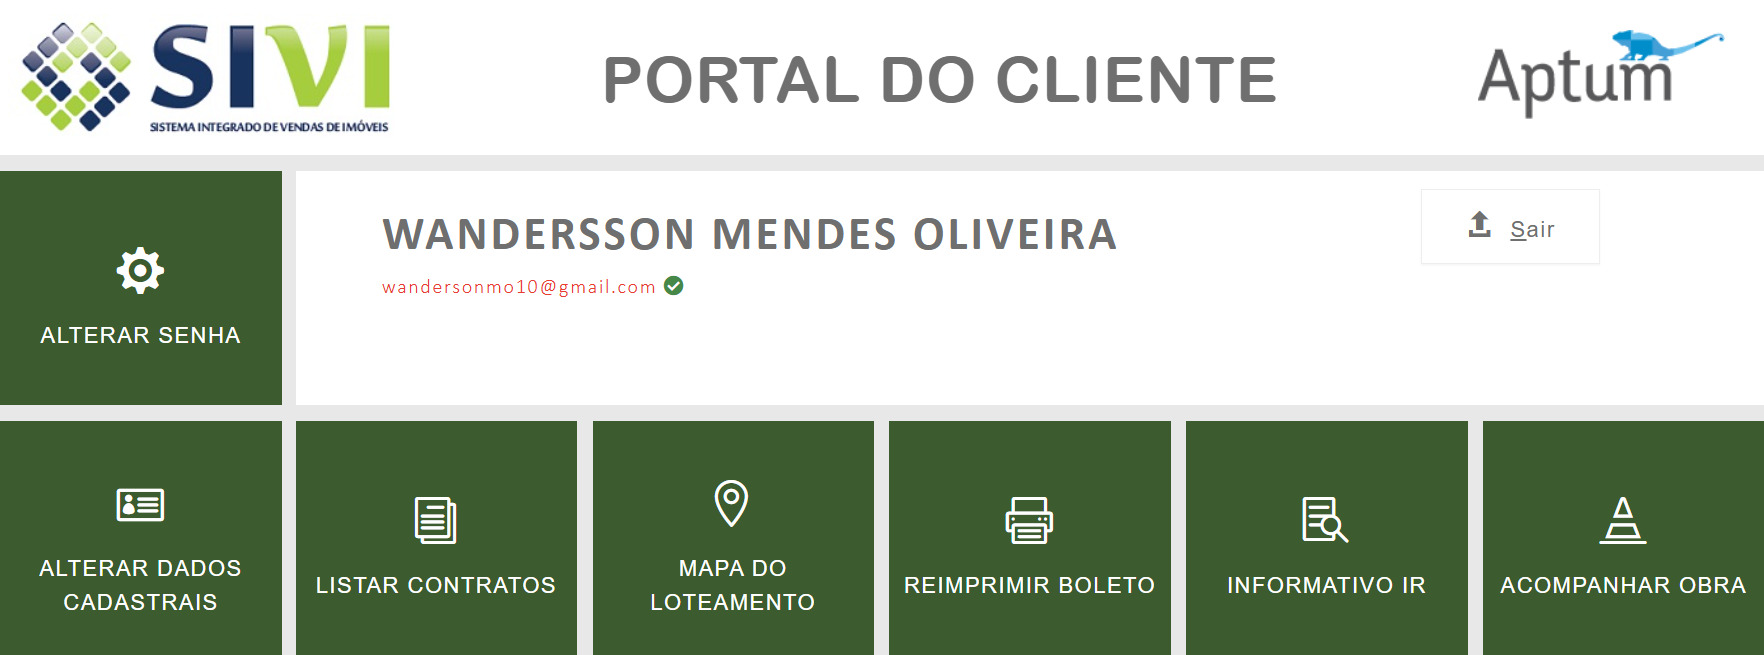 SIVI
SISTEMA INTEGRADO DE VENDAS DE IMÓVEIS
PORTAL DO CLIENTE
Aptum
ALTERAR SENHA
WANDERSSON MENDES OLIVEIRA
wandersonmo10@gmail.com
Sair
ALTERAR DADOS
CADASTRAIS
LISTAR CONTRATOS
MAPA DO
LOTEAMENTO
REIMPRIMIR BOLETO
INFORMATIVO IR
ACOMPANHAR OBRA